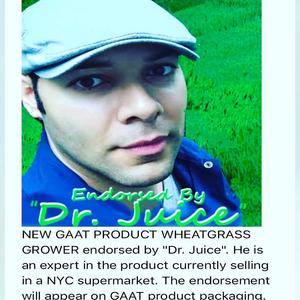 Endorsed By
"Dr. Juice"
NEW GAAT PRODUCT WHEATGRASS
GROWER endorsed by "Dr. Juice". He is
an expert in the product currently selling
in a NYC supermarket. The endorsement
will appear on GAAT product packaging.